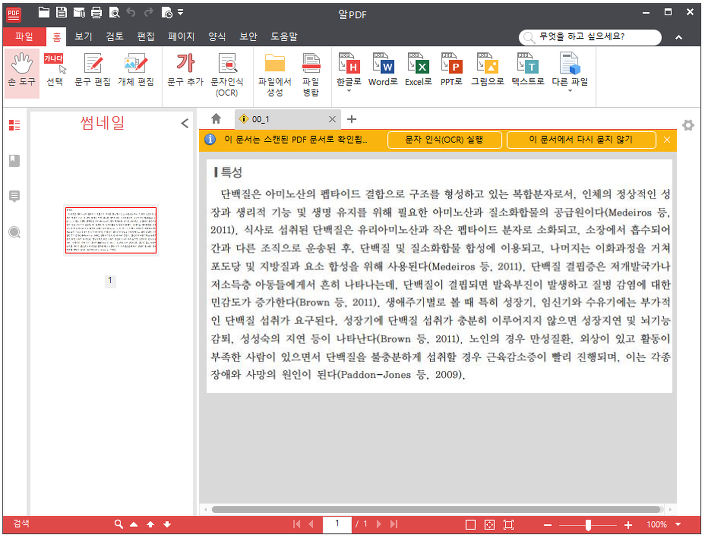 PDF
알PDF
파일 홈 보기 검토 편집 페이지 양식 보안 도움말
무엇을 하고 싶으세요?
가나다 가
손 도구 선택 문구 편집 개체 편집 문구 추가 문자인식 (OCR) 파일에서 생성 파일 병합 한글로 Word로 Excel로 PPT로 그림으로 텍스트로 다른 파일
썸네일
00_1
이 문서는 스캔된 PDF 문서로 확인됩... 문자 인식(OCR) 실행 이 문서에서 다시 묻지 않기
특성
단백질은 아미노산의 펩타이드 결합으로 구조를 형성하고 있는 복합분자로서, 인체의 정상적인 성
장과 생리적 기능 및 생명 유지를 위해 필요한 아미노산과 질소화합물의 공급원이다(Medeiros 등,
2011). 식사로 섭취된 단백질은 유리아미노산과 작은 펩타이드 분자로 소화되고, 소장에서 흡수되어
간과 다른 조직으로 운송된 후, 단백질 및 질소화합물 합성에 이용되고, 나머지는 이화과정을 거쳐
포도당 및 지방질과 요소 합성을 위해 사용된다(Medeiros 등, 2011). 단백질 결핍증은 저개발국가나
저소득층 아동들에게서 흔히 나타나는데, 단백질이 결핍되면 발육부진이 발생하고 질병 감염에 대한
민감도가 증가한다(Brown 등, 2011). 생애주기별로 볼 때 특히 성장기, 임신기와 수유기에는 부가적
인 단백질 섭취가 요구된다. 성장기에 단백질 섭취가 충분히 이루어지지 않으면 성장지연 및 뇌기능
감퇴, 성성숙의 지연 등이 나타난다(Brown 등, 2011). 노인의 경우 만성질환, 외상이 있고 활동이
부족한 사람이 있으면서 단백질을 불충분하게 섭취할 경우 근육감소증이 빨리 진행되며, 이는 각종
장애와 사망의 원인이 된다(Paddon-Jones 등, 2009).
1
검색 1 / 1 100%